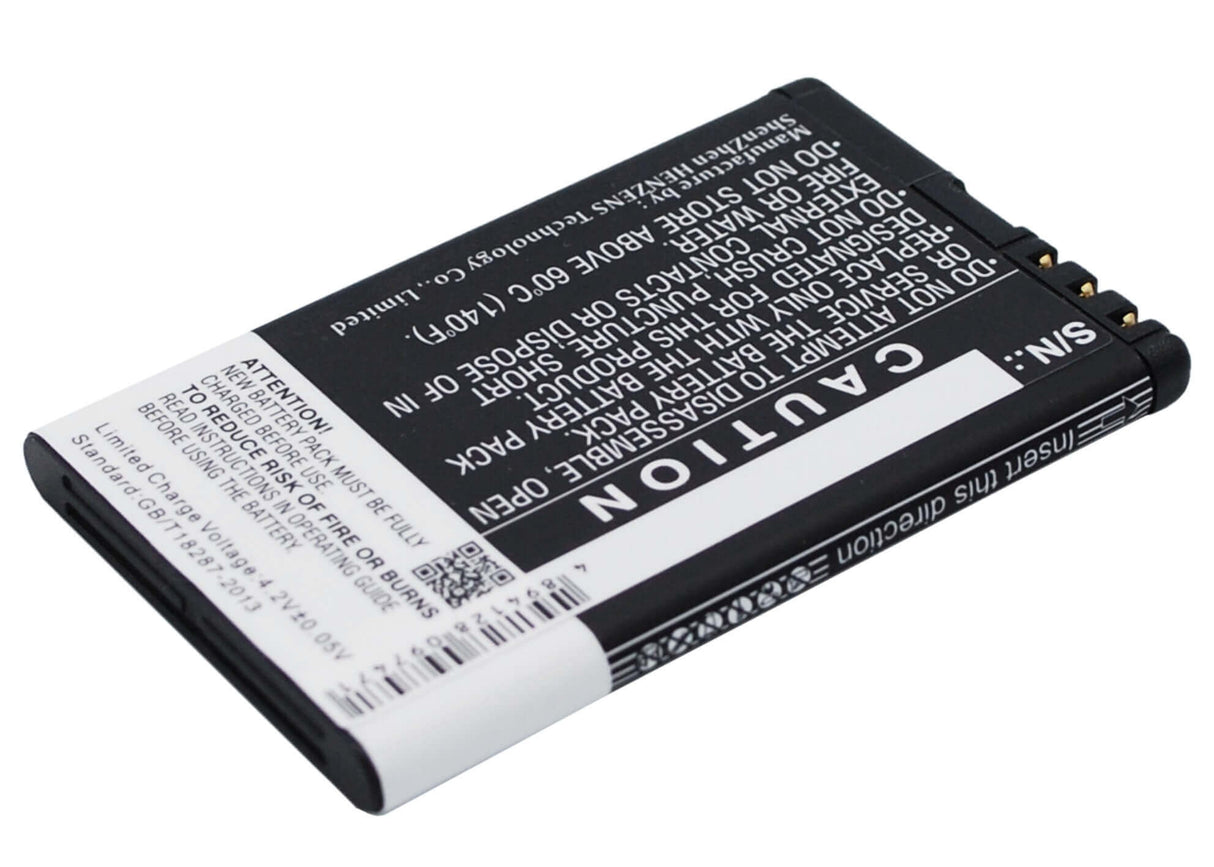 S/N.:
CAUTION
•DO NOT ATTEMPT TO DISASSEMBLE, OPEN
OR SERVICE THE BATTERY PACK.
•REPLACE ONLY WITH THE BATTERY PACK
DESIGNATED FOR THIS PRODUCT.
•DO NOT CRUSH, PUNCTURE, SHORT
EXTERNAL CONTACTS OR DISPOSE OF IN
FIRE OR WATER.
•DO NOT STORE ABOVE 60°C (140°F).
Manufacture by:
ShenZhen HENZENS Technology Co., Limited
Insert this direction
ATTENTION!
NEW BATTERY PACK MUST BE FULLY
CHARGED BEFORE USE.
TO REDUCE RISK OF FIRE OR BURNS
READ INSTRUCTIONS IN OPERATING GUIDE
BEFORE USING THE BATTERY.
Limited Charge Voltage:4.2V±0.05V
Standard:GB/T18287-2013